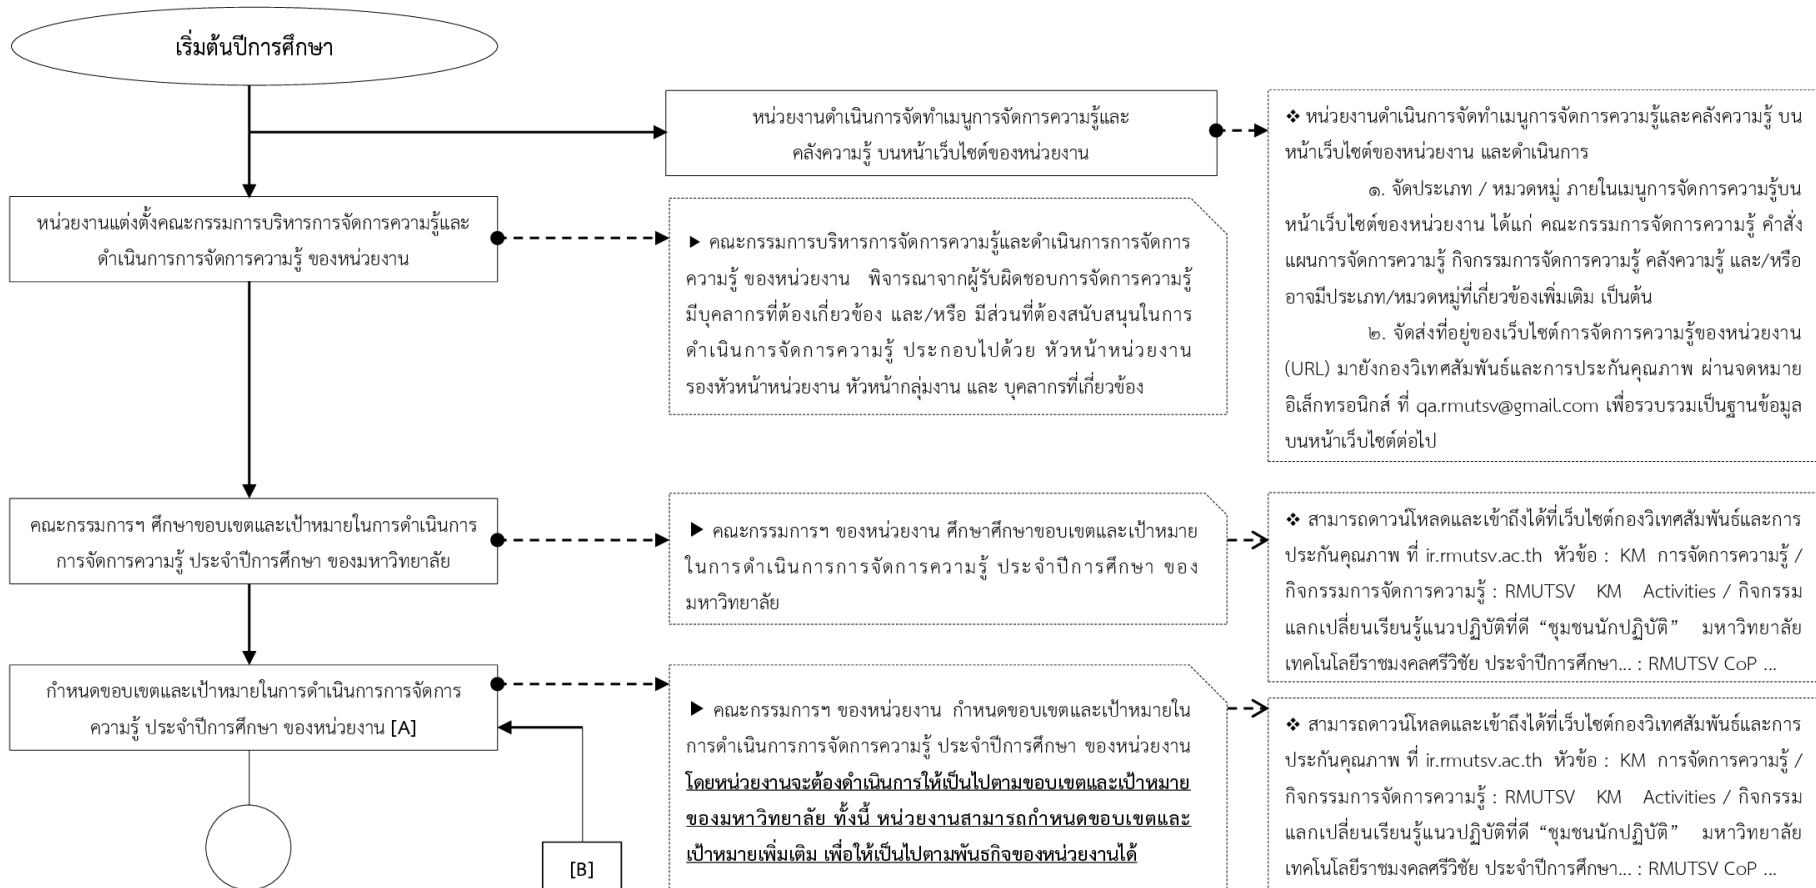 เริ่มต้นปีการศึกษา
หน่วยงานดำเนินการจัดทำเมนูการจัดการความรู้และ
คลังความรู้ บนหน้าเว็บไซต์ของหน่วยงาน
❖ หน่วยงานดำเนินการจัดทำเมนูการจัดการความรู้และคลังความรู้ บน
หน้าเว็บไซต์ของหน่วยงาน และดำเนินการ
๑. จัดประเภท / หมวดหมู่ ภายในเมนูการจัดการความรู้บน
หน้าเว็บไซต์ของหน่วยงาน ได้แก่ คณะกรรมการจัดการความรู้ คำสั่ง
แผนการจัดการความรู้ กิจกรรมการจัดการความรู้ คลังความรู้ และ/หรือ
อาจมีประเภท/หมวดหมู่ที่เกี่ยวข้องเพิ่มเติม เป็นต้น
๒. จัดส่งที่อยู่ของเว็บไซต์การจัดการความรู้ของหน่วยงาน
(URL) มายังกองวิเทศสัมพันธ์และการประกันคุณภาพ ผ่านจดหมาย
อิเล็กทรอนิกส์ ที่ qa.rmutsv@gmail.com เพื่อรวบรวมเป็นฐานข้อมูล
บนหน้าเว็บไซต์ต่อไป
หน่วยงานแต่งตั้งคณะกรรมการบริหารการจัดการความรู้และ
ดำเนินการการจัดการความรู้ ของหน่วยงาน
▶ คณะกรรมการบริหารการจัดการความรู้และดำเนินการการจัดการ
ความรู้ ของหน่วยงาน พิจารณาจากผู้รับผิดชอบการจัดการความรู้
มีบุคลากรที่ต้องเกี่ยวข้อง และ/หรือ มีส่วนที่ต้องสนับสนุนในการ
ดำเนินการจัดการความรู้ ประกอบไปด้วย หัวหน้าหน่วยงาน
รองหัวหน้าหน่วยงาน หัวหน้ากลุ่มงาน และ บุคลากรที่เกี่ยวข้อง
คณะกรรมการฯ ศึกษาขอบเขตและเป้าหมายในการดำเนินการ
การจัดการความรู้ ประจำปีการศึกษา ของมหาวิทยาลัย
▶ คณะกรรมการฯ ของหน่วยงาน ศึกษาศึกษาขอบเขตและเป้าหมาย
ในการดำเนินการการจัดการความรู้ ประจำปีการศึกษา ของ
มหาวิทยาลัย
❖ สามารถดาวน์โหลดและเข้าถึงได้ที่เว็บไซต์กองวิเทศสัมพันธ์และการ
ประกันคุณภาพ ที่ ir.rmutsv.ac.th หัวข้อ : KM การจัดการความรู้ /
กิจกรรมการจัดการความรู้ : RMUTSV KM Activities / กิจกรรม
แลกเปลี่ยนเรียนรู้แนวปฏิบัติที่ดี “ชุมชนนักปฏิบัติ” มหาวิทยาลัย
เทคโนโลยีราชมงคลศรีวิชัย ประจำปีการศึกษา... : RMUTSV CoP ...
กำหนดขอบเขตและเป้าหมายในการดำเนินการการจัดการ
ความรู้ ประจำปีการศึกษา ของหน่วยงาน [A]
▶ คณะกรรมการฯ ของหน่วยงาน กำหนดขอบเขตและเป้าหมายใน
การดำเนินการการจัดการความรู้ ประจำปีการศึกษา ของหน่วยงาน
โดยหน่วยงานจะต้องดำเนินการให้เป็นไปตามขอบเขตและเป้าหมาย
ของมหาวิทยาลัย ทั้งนี้ หน่วยงานสามารถกำหนดขอบเขตและ
เป้าหมายเพิ่มเติม เพื่อให้เป็นไปตามพันธกิจของหน่วยงานได้
❖ สามารถดาวน์โหลดและเข้าถึงได้ที่เว็บไซต์กองวิเทศสัมพันธ์และการ
ประกันคุณภาพ ที่ ir.rmutsv.ac.th หัวข้อ : KM การจัดการความรู้ /
กิจกรรมการจัดการความรู้ : RMUTSV KM Activities / กิจกรรม
แลกเปลี่ยนเรียนรู้แนวปฏิบัติที่ดี “ชุมชนนักปฏิบัติ” มหาวิทยาลัย
เทคโนโลยีราชมงคลศรีวิชัย ประจำปีการศึกษา... : RMUTSV CoP ...
[B]